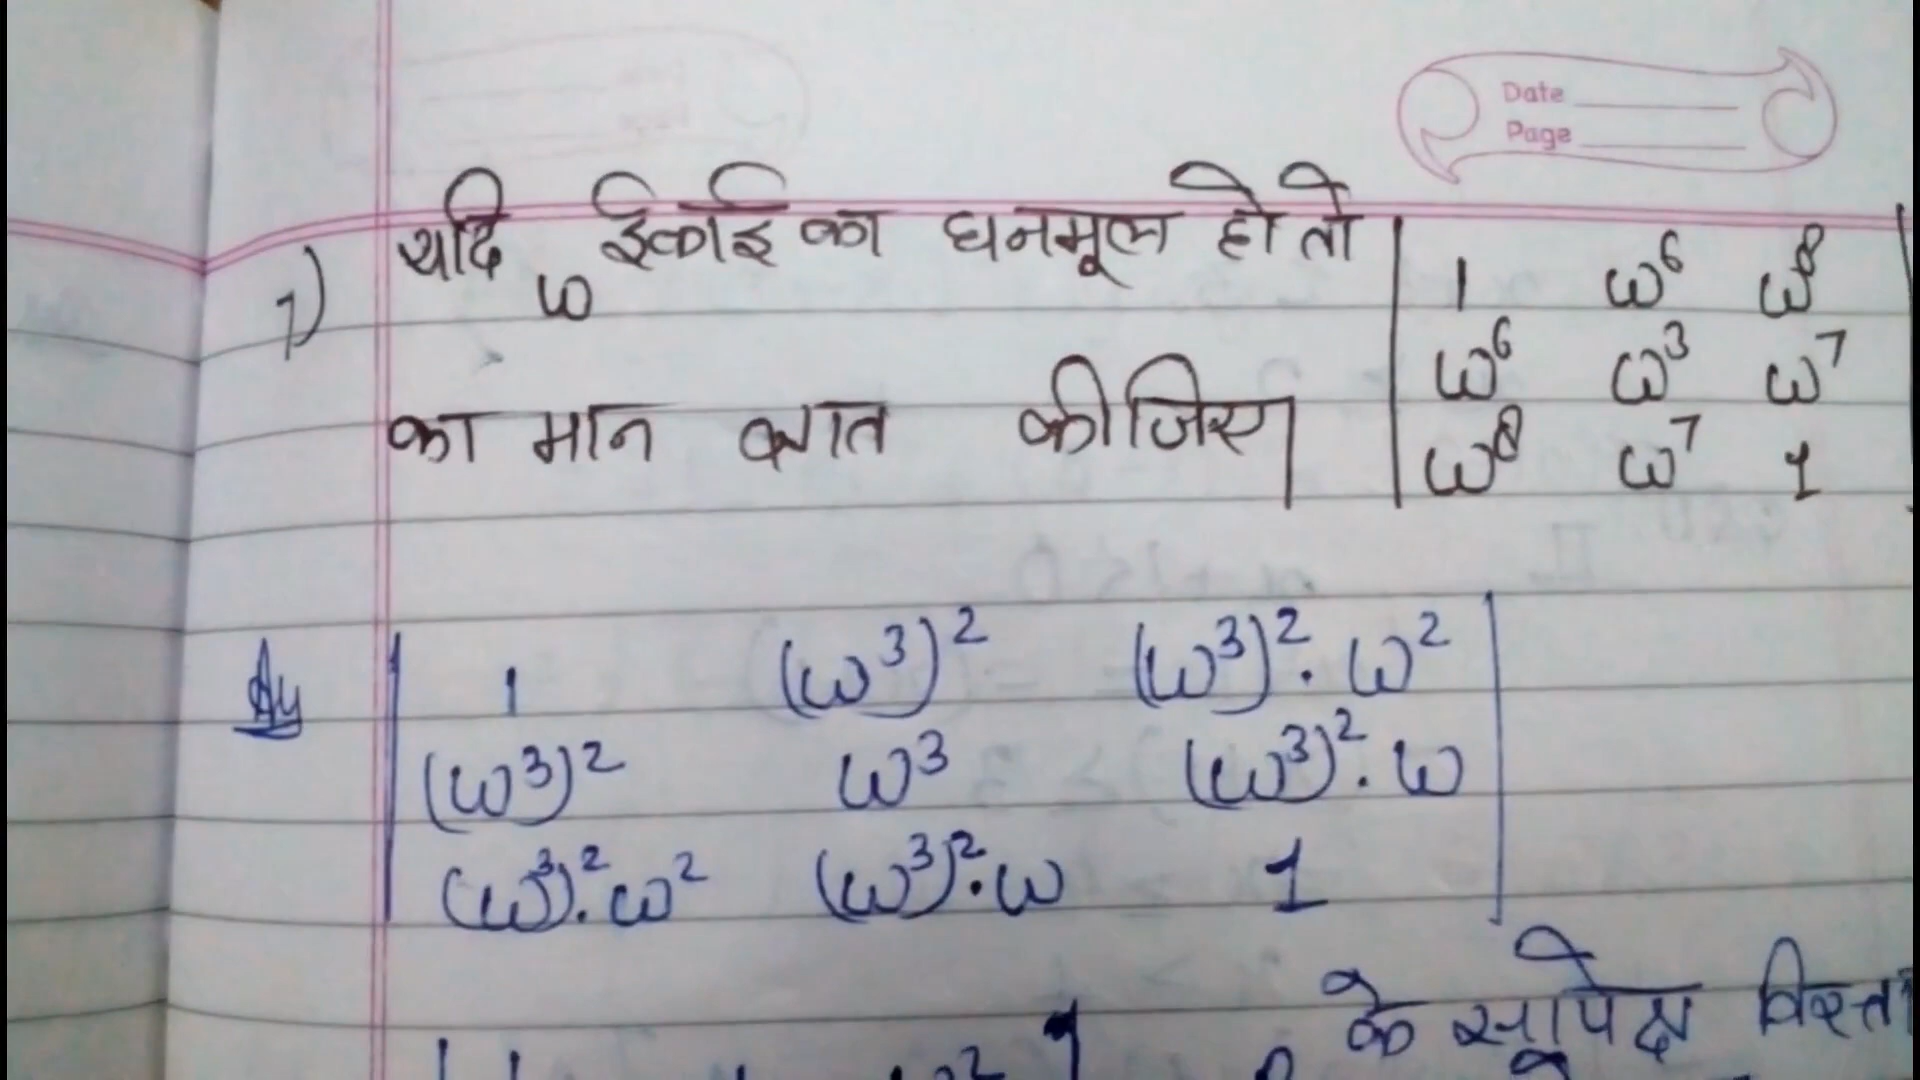 Date
Page
7) यदि ω इकाई का घनमूल हो तो | 1 ω⁶ ω⁸ |
| ω⁶ ω³ ω⁷ |
का मान ज्ञात कीजिए | ω⁸ ω⁷ 1 |
| 1 (ω³)² (ω³)².ω² |
| (ω³)² ω³ (ω³)².ω |
| (ω³)².ω² (ω³)².ω 1 |
के सापेक्ष